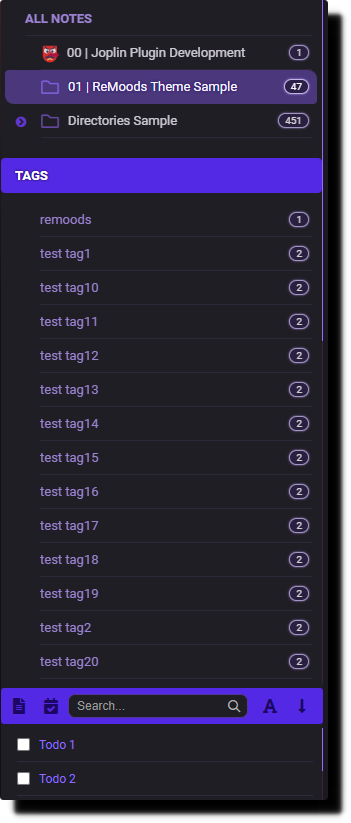 ALL NOTES
00 | Joplin Plugin Development 1
01 | ReMoods Theme Sample 47
Directories Sample 451
TAGS
remoods 1
test tag1 2
test tag10 2
test tag11 2
test tag12 2
test tag13 2
test tag14 2
test tag15 2
test tag16 2
test tag17 2
test tag18 2
test tag19 2
test tag2 2
test tag20 2
Search... A
Todo 1
Todo 2